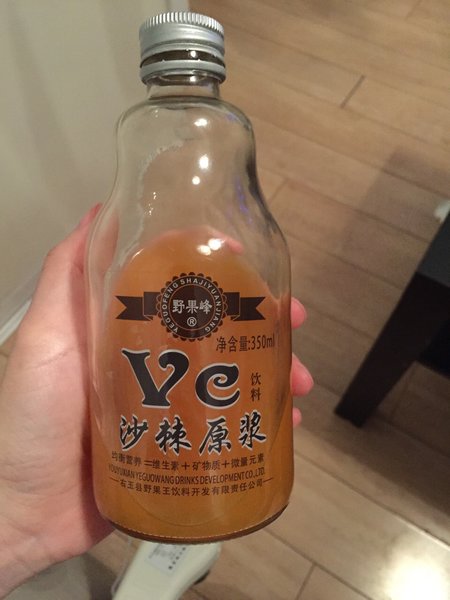 YEGUOFENG SHAJIYUANJIANG
野果峰
®
净含量:350ml
Vc
饮料
沙棘原浆
均衡营养=维生素+矿物质+微量元素
YOUYUXIAN YEGUOWANG DRINKS DEVELOPMENT CO.,LTD.
右玉县野果王饮料开发有限责任公司